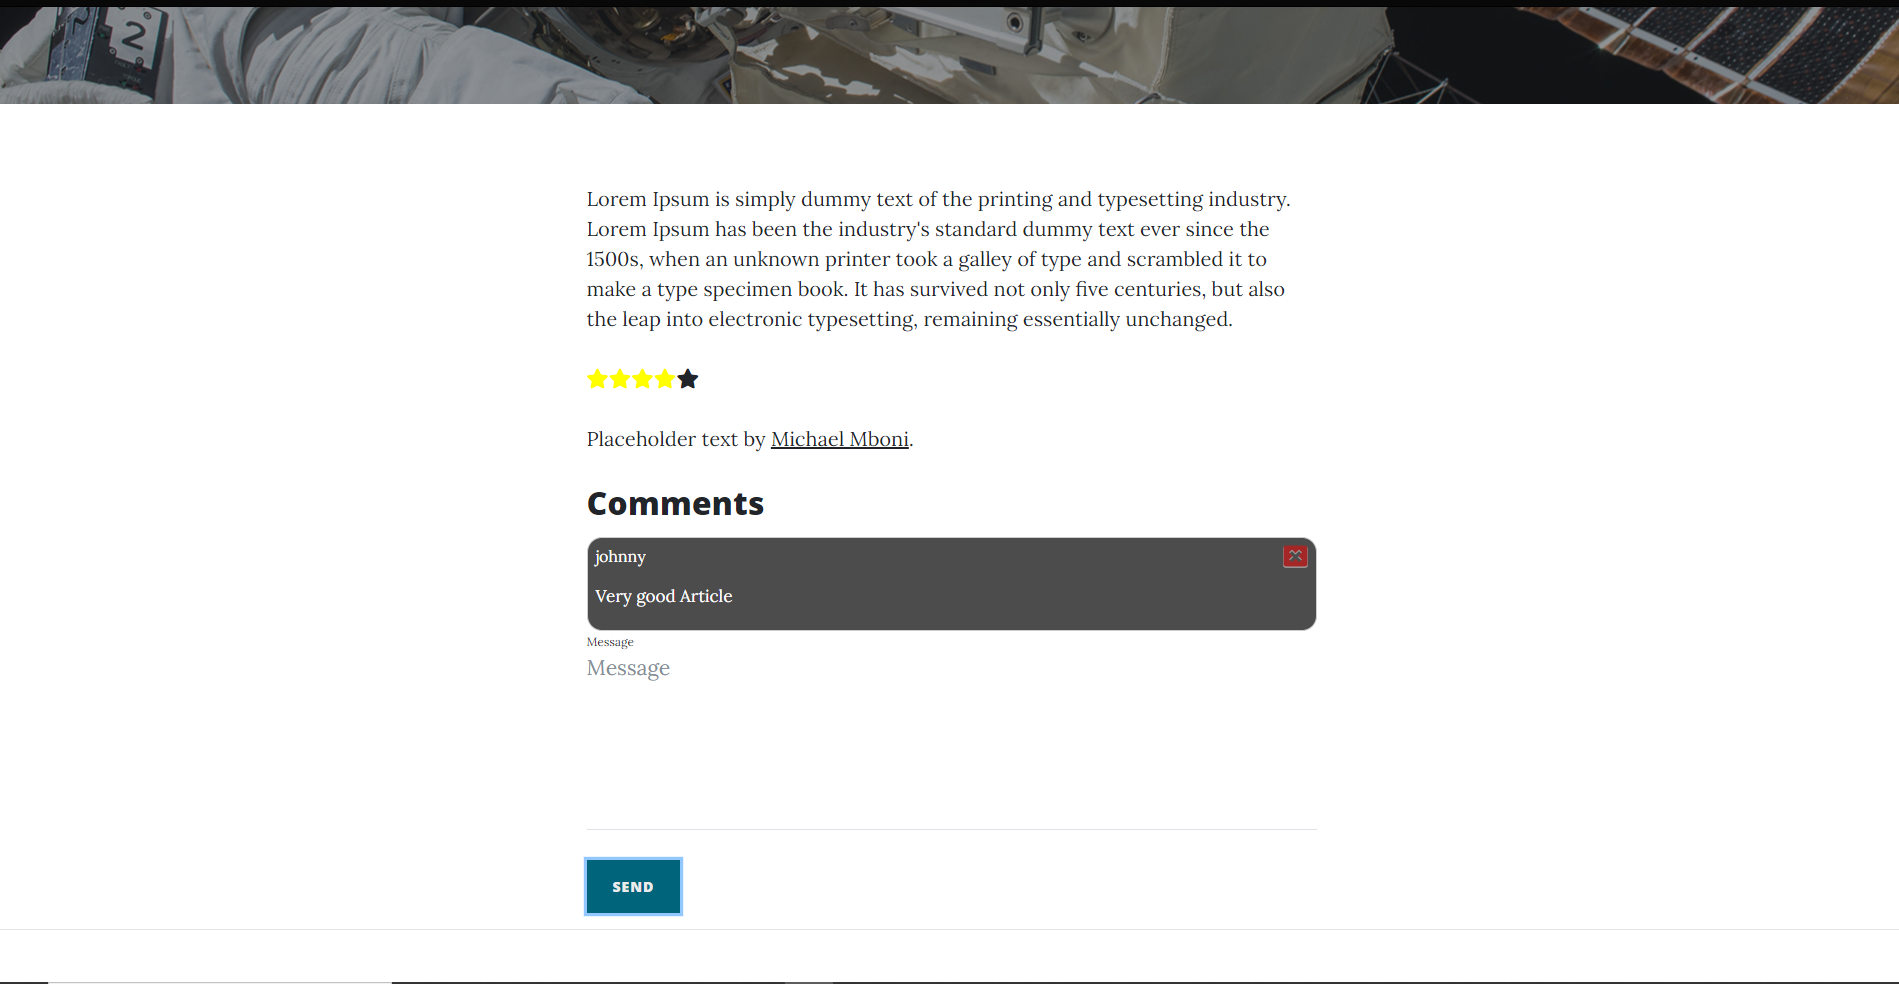 2
Lorem Ipsum is simply dummy text of the printing and typesetting industry.
Lorem Ipsum has been the industry's standard dummy text ever since the
1500s, when an unknown printer took a galley of type and scrambled it to
make a type specimen book. It has survived not only five centuries, but also
the leap into electronic typesetting, remaining essentially unchanged.
Placeholder text by Michael Mboni.
Comments
johnny
Very good Article
Message
Message
SEND